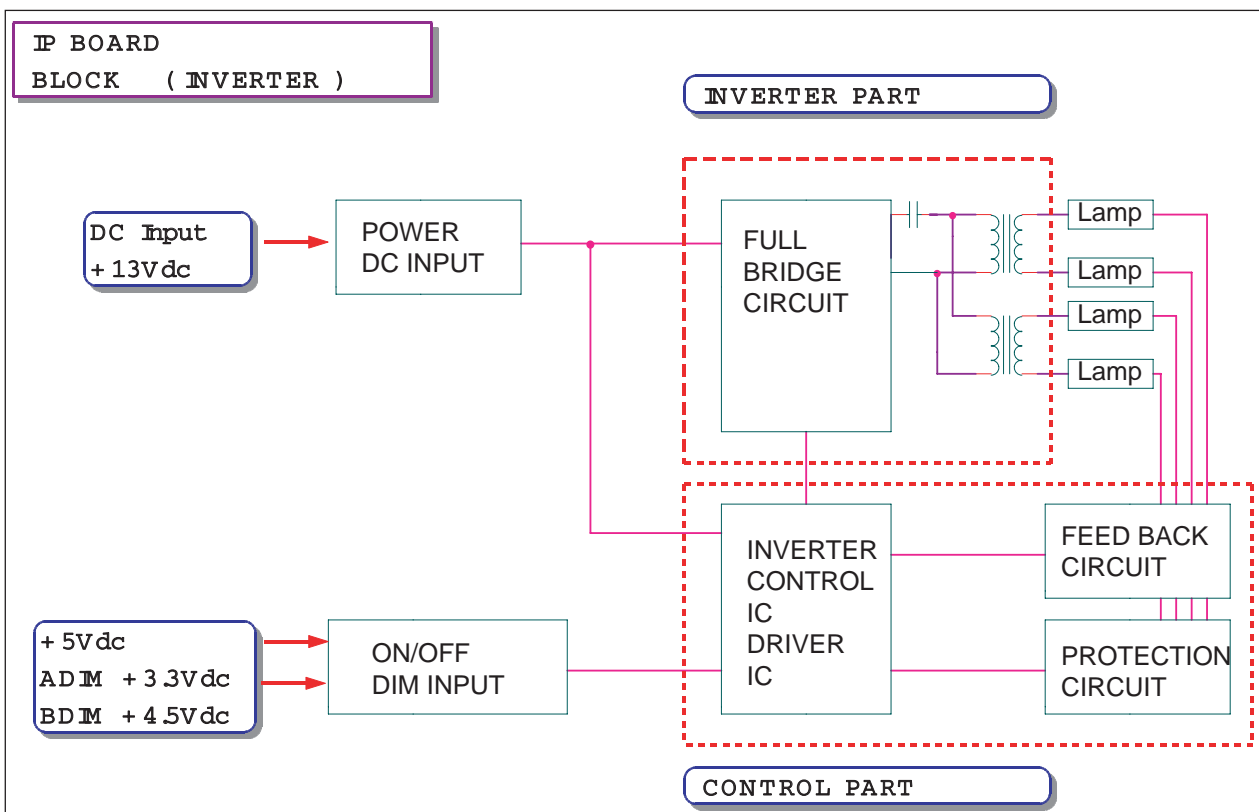 IP BOARD
BLOCK ( INVERTER )
INVERTER PART
DC Input
+13Vdc
POWER
DC INPUT
FULL
BRIDGE
CIRCUIT
Lamp
Lamp
Lamp
Lamp
INVERTER
CONTROL
IC
DRIVER
IC
FEED BACK
CIRCUIT
+5Vdc
ADIM +3.3Vdc
BDIM +4.5Vdc
ON/OFF
DIM INPUT
PROTECTION
CIRCUIT
CONTROL PART